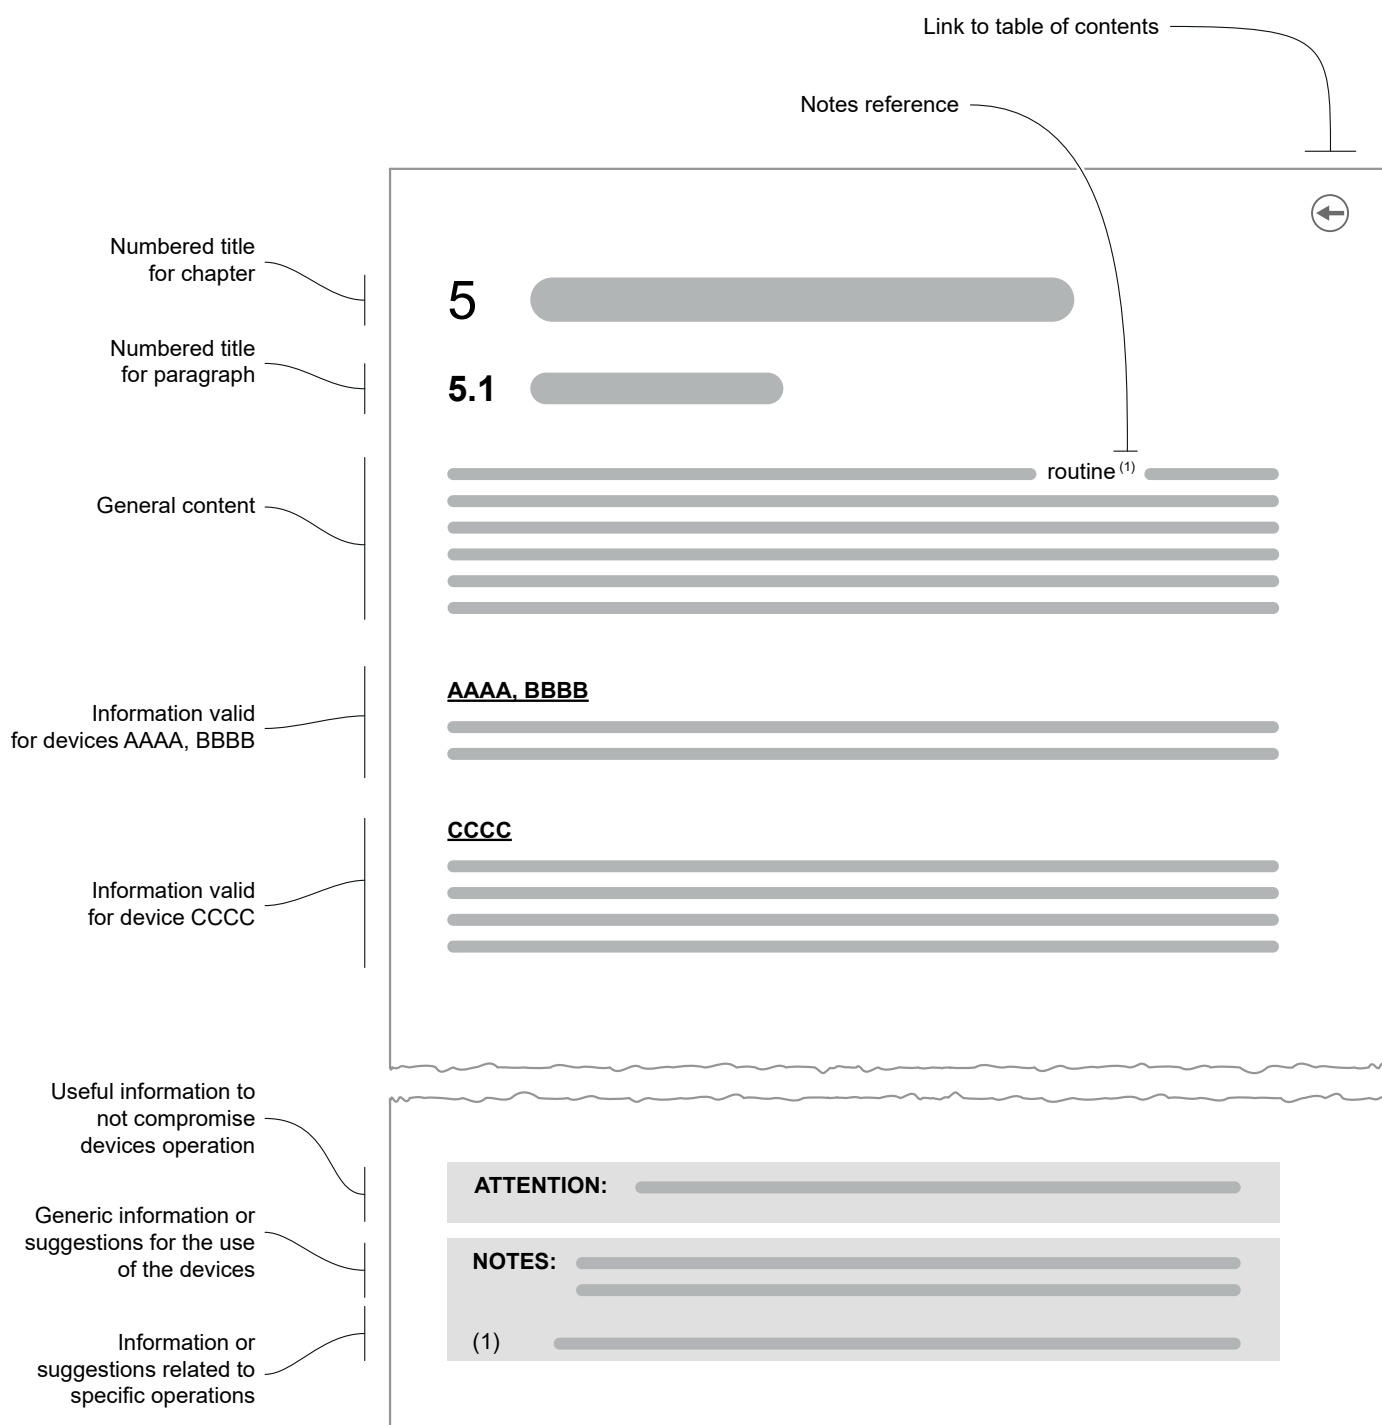 Link to table of contents
Notes reference
Numbered title
for chapter
5
Numbered title
for paragraph
5.1
routine (1)
General content
AAAA, BBBB
Information valid
for devices AAAA, BBBB
CCCC
Information valid
for device CCCC
Useful information to
not compromise
devices operation
ATTENTION:
Generic information or
suggestions for the use
of the devices
NOTES:
Information or
suggestions related to
specific operations
(1)